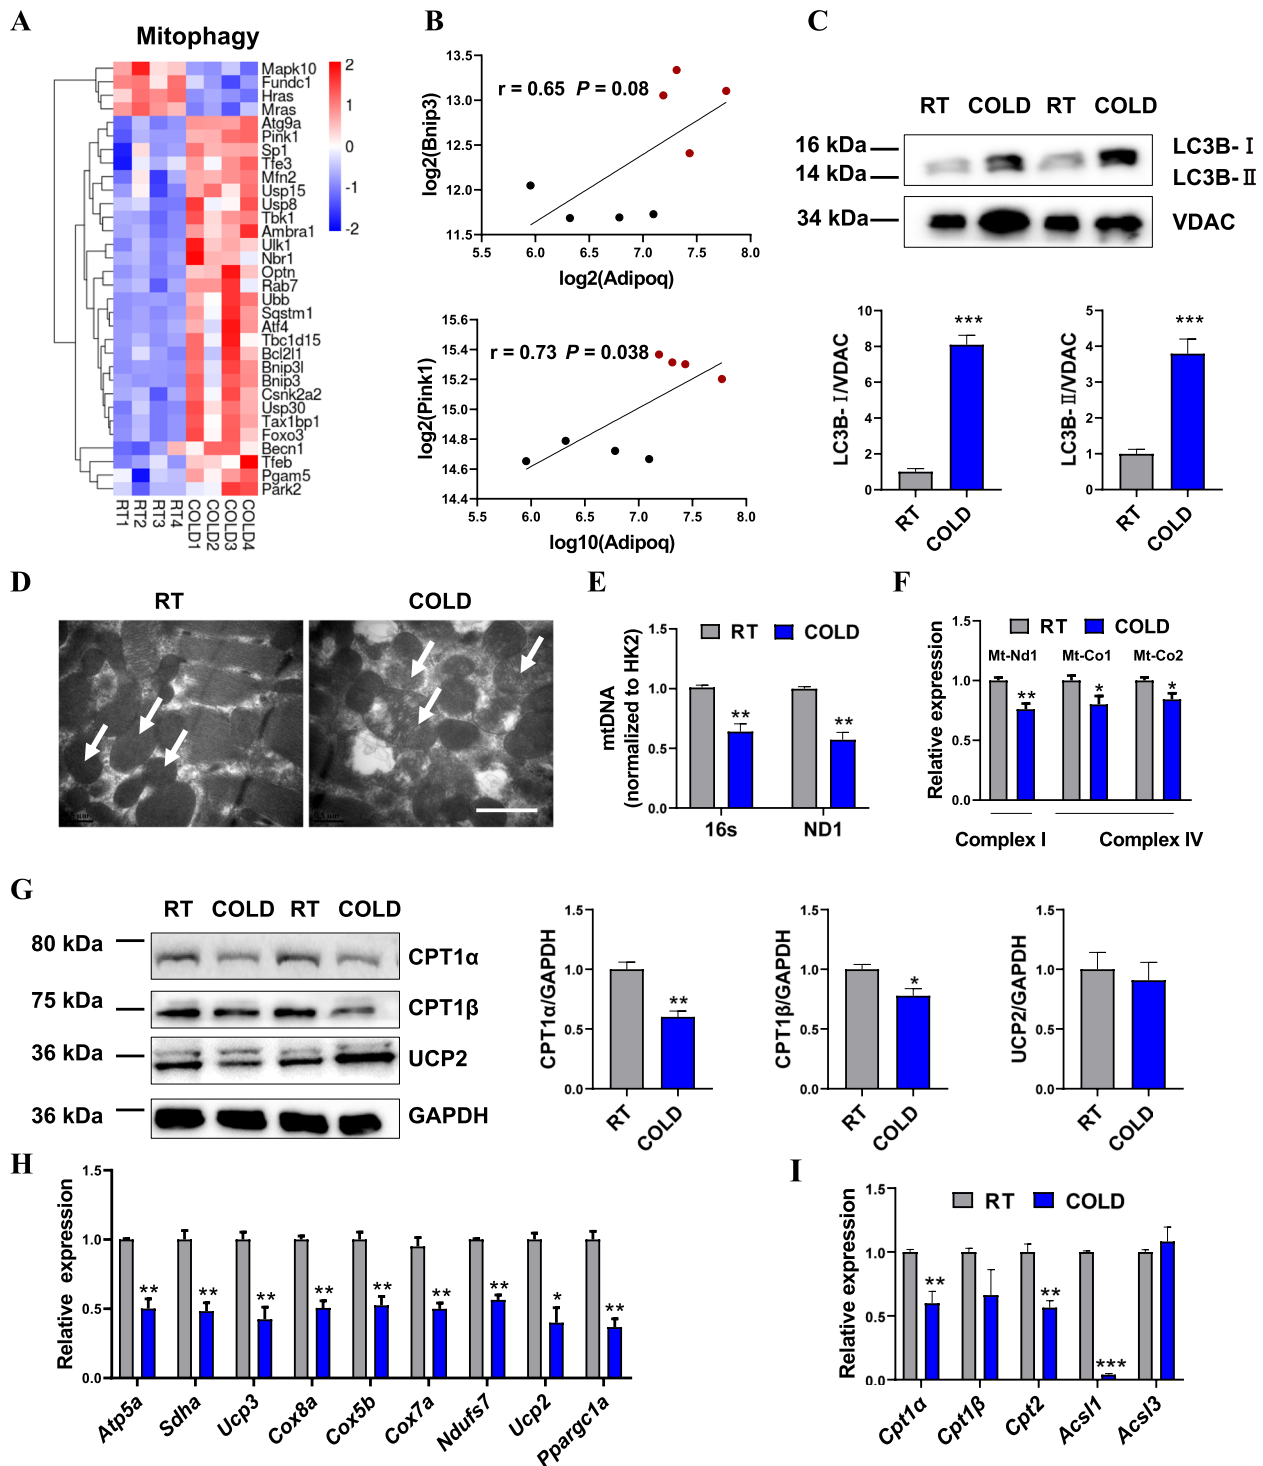 A
Mitophagy
Mapk10
Fundc1
Hras
Mras
Atg9a
Pink1
Sp1
Tfe3
Mfn2
Usp15
Usp8
Tbk1
Ambra1
Ulk1
Nbr1
Optn
Rab7
Ubb
Sqstm1
Atf4
Tbc1d15
Bcl2l1
Bnip3l
Bnip3
Csnk2a2
Usp30
Tax1bp1
Foxo3
Becn1
Tfeb
Pgam5
Park2
2
1
0
-1
-2
RT1 RT2 RT3 RT4 COLD1 COLD2 COLD3 COLD4
B
13.5
13.0
12.5
12.0
11.5
log2(Bnip3)
r = 0.65 P = 0.08
5.5 6.0 6.5 7.0 7.5 8.0
log2(Adipoq)
15.6
15.4
15.2
15.0
14.8
14.6
14.4
log2(Pink1)
r = 0.73 P = 0.038
5.5 6.0 6.5 7.0 7.5 8.0
log10(Adipoq)
C
RT COLD RT COLD
16 kDa
14 kDa
34 kDa
LC3B-Ⅰ
LC3B-Ⅱ
VDAC
10
8
6
4
2
0
LC3B-Ⅰ/VDAC
***
RT COLD
5
4
3
2
1
0
LC3B-Ⅱ/VDAC
***
RT COLD
D
RT COLD
E
1.5
1.0
0.5
0.0
mtDNA
(normalized to HK2)
RT COLD
** **
16s ND1
F
1.5
1.0
0.5
0.0
Relative expression
RT COLD
Mt-Nd1 Mt-Co1 Mt-Co2
** * *
Complex I Complex IV
G
RT COLD RT COLD
80 kDa
CPT1α
75 kDa
CPT1β
36 kDa
UCP2
36 kDa
GAPDH
1.5
1.0
0.5
0.0
CPT1α/GAPDH
**
RT COLD
1.5
1.0
0.5
0.0
CPT1β/GAPDH
*
RT COLD
1.5
1.0
0.5
0.0
UCP2/GAPDH
RT COLD
H
1.5
1.0
0.5
0.0
Relative expression
** ** ** ** ** ** ** * **
Atp5a Sdha Ucp3 Cox8a Cox5b Cox7a Ndufs7 Ucp2 Ppargc1a
I
1.5
1.0
0.5
0.0
Relative expression
RT COLD
** ** ***
Cpt1α Cpt1β Cpt2 Acsl1 Acsl3